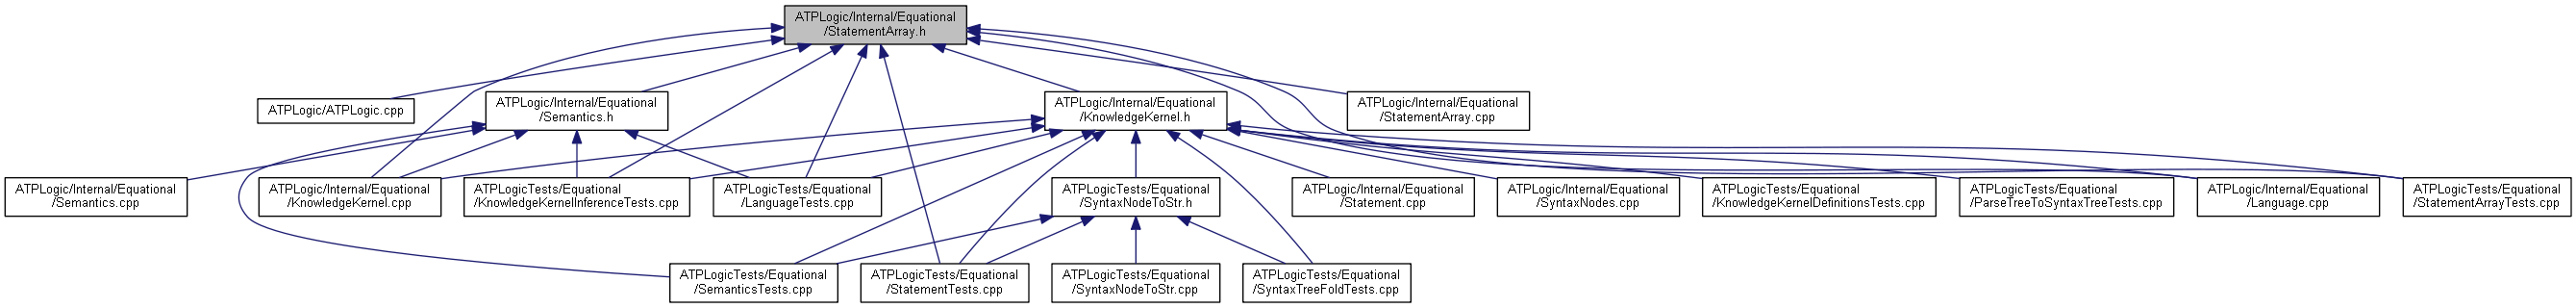 ATPLogic/Internal/Equational
/StatementArray.h
ATPLogic/ATPLogic.cpp
ATPLogic/Internal/Equational
/Semantics.h
ATPLogic/Internal/Equational
/KnowledgeKernel.h
ATPLogic/Internal/Equational
/StatementArray.cpp
ATPLogic/Internal/Equational
/Semantics.cpp
ATPLogic/Internal/Equational
/KnowledgeKernel.cpp
ATPLogicTests/Equational
/KnowledgeKernelInferenceTests.cpp
ATPLogicTests/Equational
/LanguageTests.cpp
ATPLogicTests/Equational
/SyntaxNodeToStr.h
ATPLogic/Internal/Equational
/Statement.cpp
ATPLogic/Internal/Equational
/SyntaxNodes.cpp
ATPLogicTests/Equational
/KnowledgeKernelDefinitionsTests.cpp
ATPLogicTests/Equational
/ParseTreeToSyntaxTreeTests.cpp
ATPLogic/Internal/Equational
/Language.cpp
ATPLogicTests/Equational
/StatementArrayTests.cpp
ATPLogicTests/Equational
/SemanticsTests.cpp
ATPLogicTests/Equational
/StatementTests.cpp
ATPLogicTests/Equational
/SyntaxNodeToStr.cpp
ATPLogicTests/Equational
/SyntaxTreeFoldTests.cpp